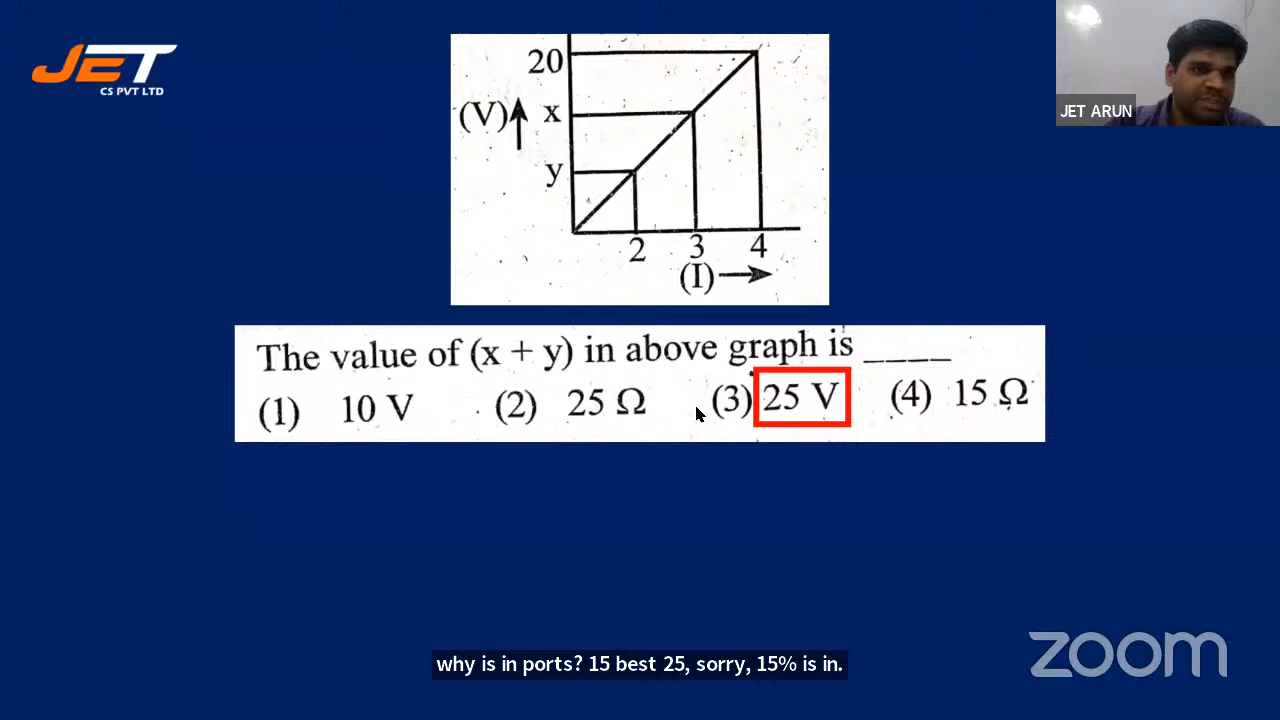 JET
CS PVT LTD
JET ARUN
20
(V) x
y
2 3 4
(I)
The value of (x + y) in above graph is ____
(1) 10 V (2) 25 Ω (3) 25 V (4) 15 Ω
why is in ports? 15 best 25, sorry, 15% is in.
zoom